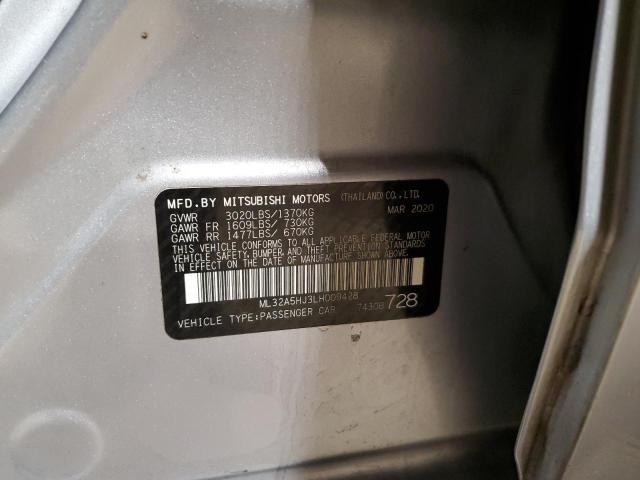 MFD.BY MITSUBISHI MOTORS (THAILAND) CO.,LTD.
GVWR 3020LBS/1370KG MAR 2020
GAWR FR 1609LBS/ 730KG
GAWR RR 1477LBS/ 670KG
THIS VEHICLE CONFORMS TO ALL APPLICABLE FEDERAL MOTOR
VEHICLE SAFETY, BUMPER AND THEFT PREVENTION STANDARDS
IN EFFECT ON THE DATE OF MANUFACTURE SHOWN ABOVE.
ML32A5HJ3LH009428
VEHICLE TYPE:PASSENGER CAR 7430B 728